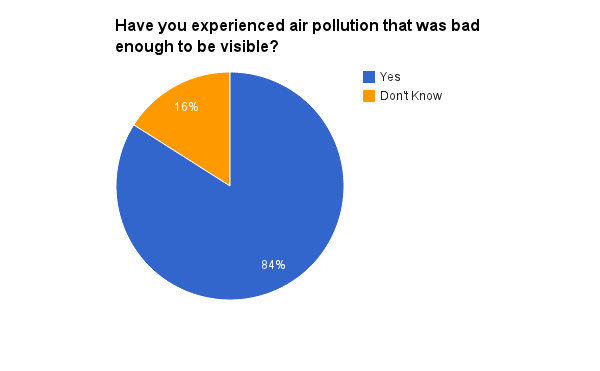 Have you experienced air pollution that was bad
enough to be visible?
Yes
Don't Know
16%
84%